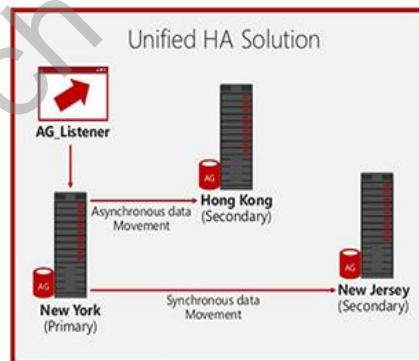 Unified HA Solution
AG_Listener
AG
Hong Kong
(Secondary)
Asynchronous data
Movement
AG
New York
(Primary)
AG
New Jersey
(Secondary)
Synchronous data
Movement